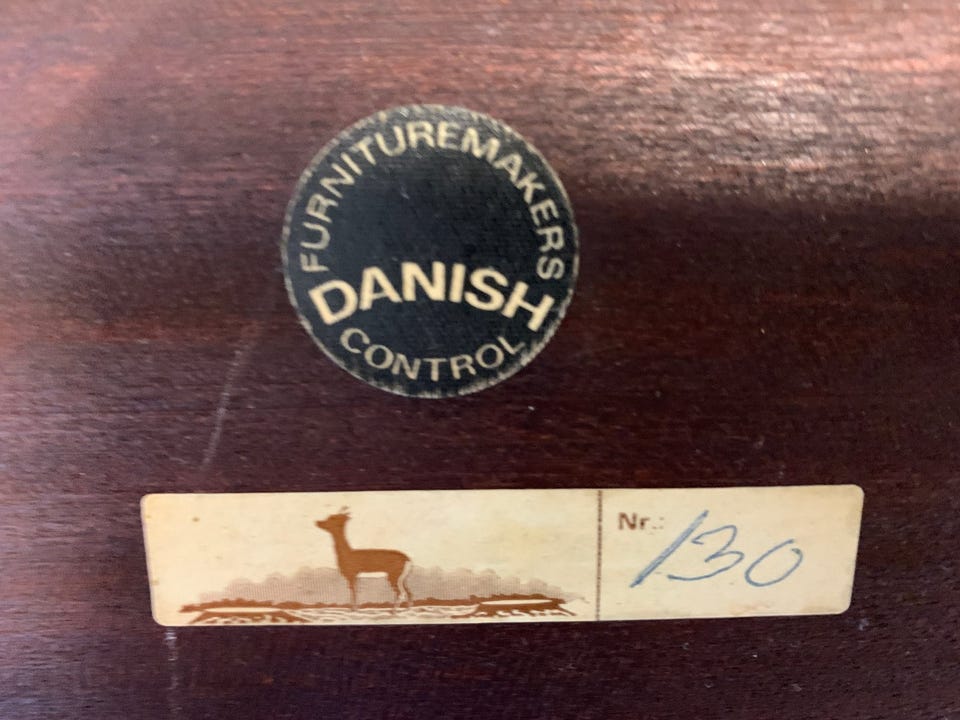 FURNITUREMAKERS
DANISH
CONTROL
Nr.: 130